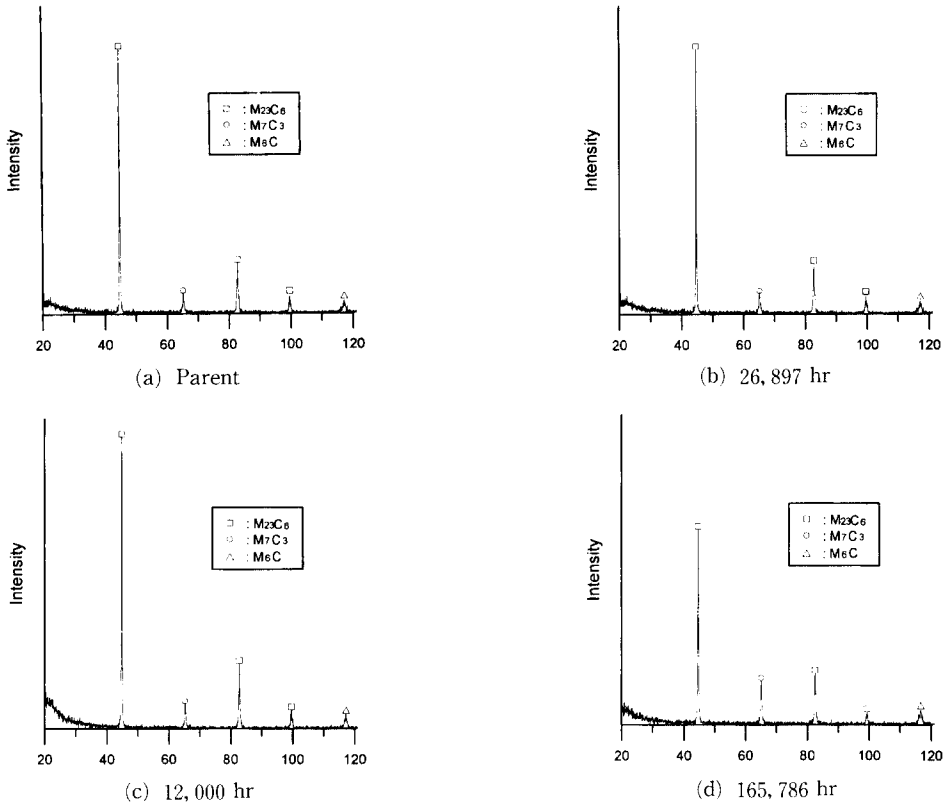 Intensity
□ : M23C6
○ : M7C3
△ : M6C
20 40 60 80 100 120
(a) Parent
Intensity
□ : M23C6
○ : M7C3
△ : M6C
20 40 60 80 100 120
(b) 26,897 hr
Intensity
□ : M23C6
○ : M7C3
△ : M6C
20 40 60 80 100 120
(c) 12,000 hr
Intensity
□ : M23C6
○ : M7C3
△ : M6C
20 40 60 80 100 120
(d) 165,786 hr